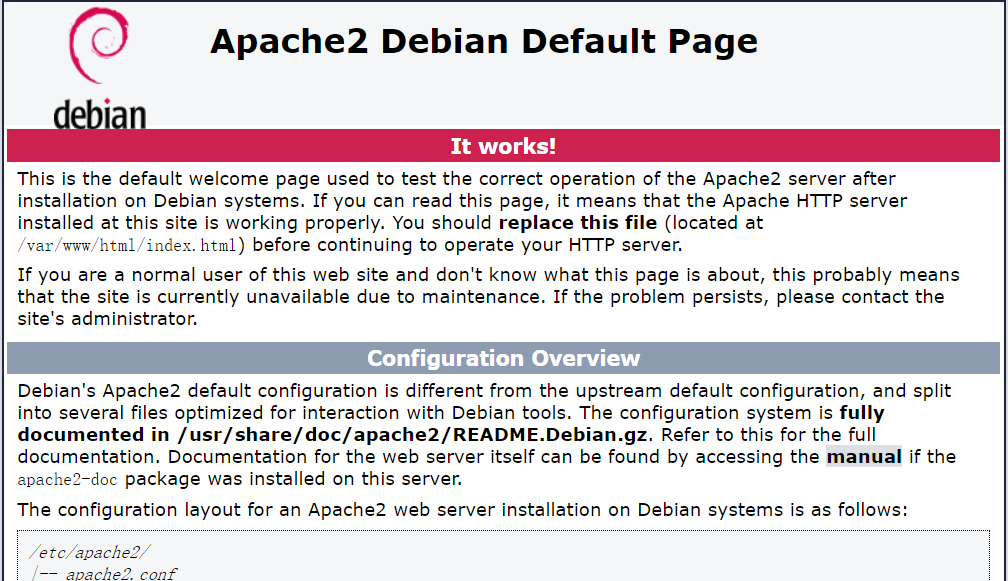 debian
Apache2 Debian Default Page
It works!
This is the default welcome page used to test the correct operation of the Apache2 server after
installation on Debian systems. If you can read this page, it means that the Apache HTTP server
installed at this site is working properly. You should replace this file (located at
/var/www/html/index.html) before continuing to operate your HTTP server.
If you are a normal user of this web site and don't know what this page is about, this probably means
that the site is currently unavailable due to maintenance. If the problem persists, please contact the
site's administrator.
Configuration Overview
Debian's Apache2 default configuration is different from the upstream default configuration, and split
into several files optimized for interaction with Debian tools. The configuration system is fully
documented in /usr/share/doc/apache2/README.Debian.gz. Refer to this for the full
documentation. Documentation for the web server itself can be found by accessing the manual if the
apache2-doc package was installed on this server.
The configuration layout for an Apache2 web server installation on Debian systems is as follows:
/etc/apache2/
|-- apache2.conf